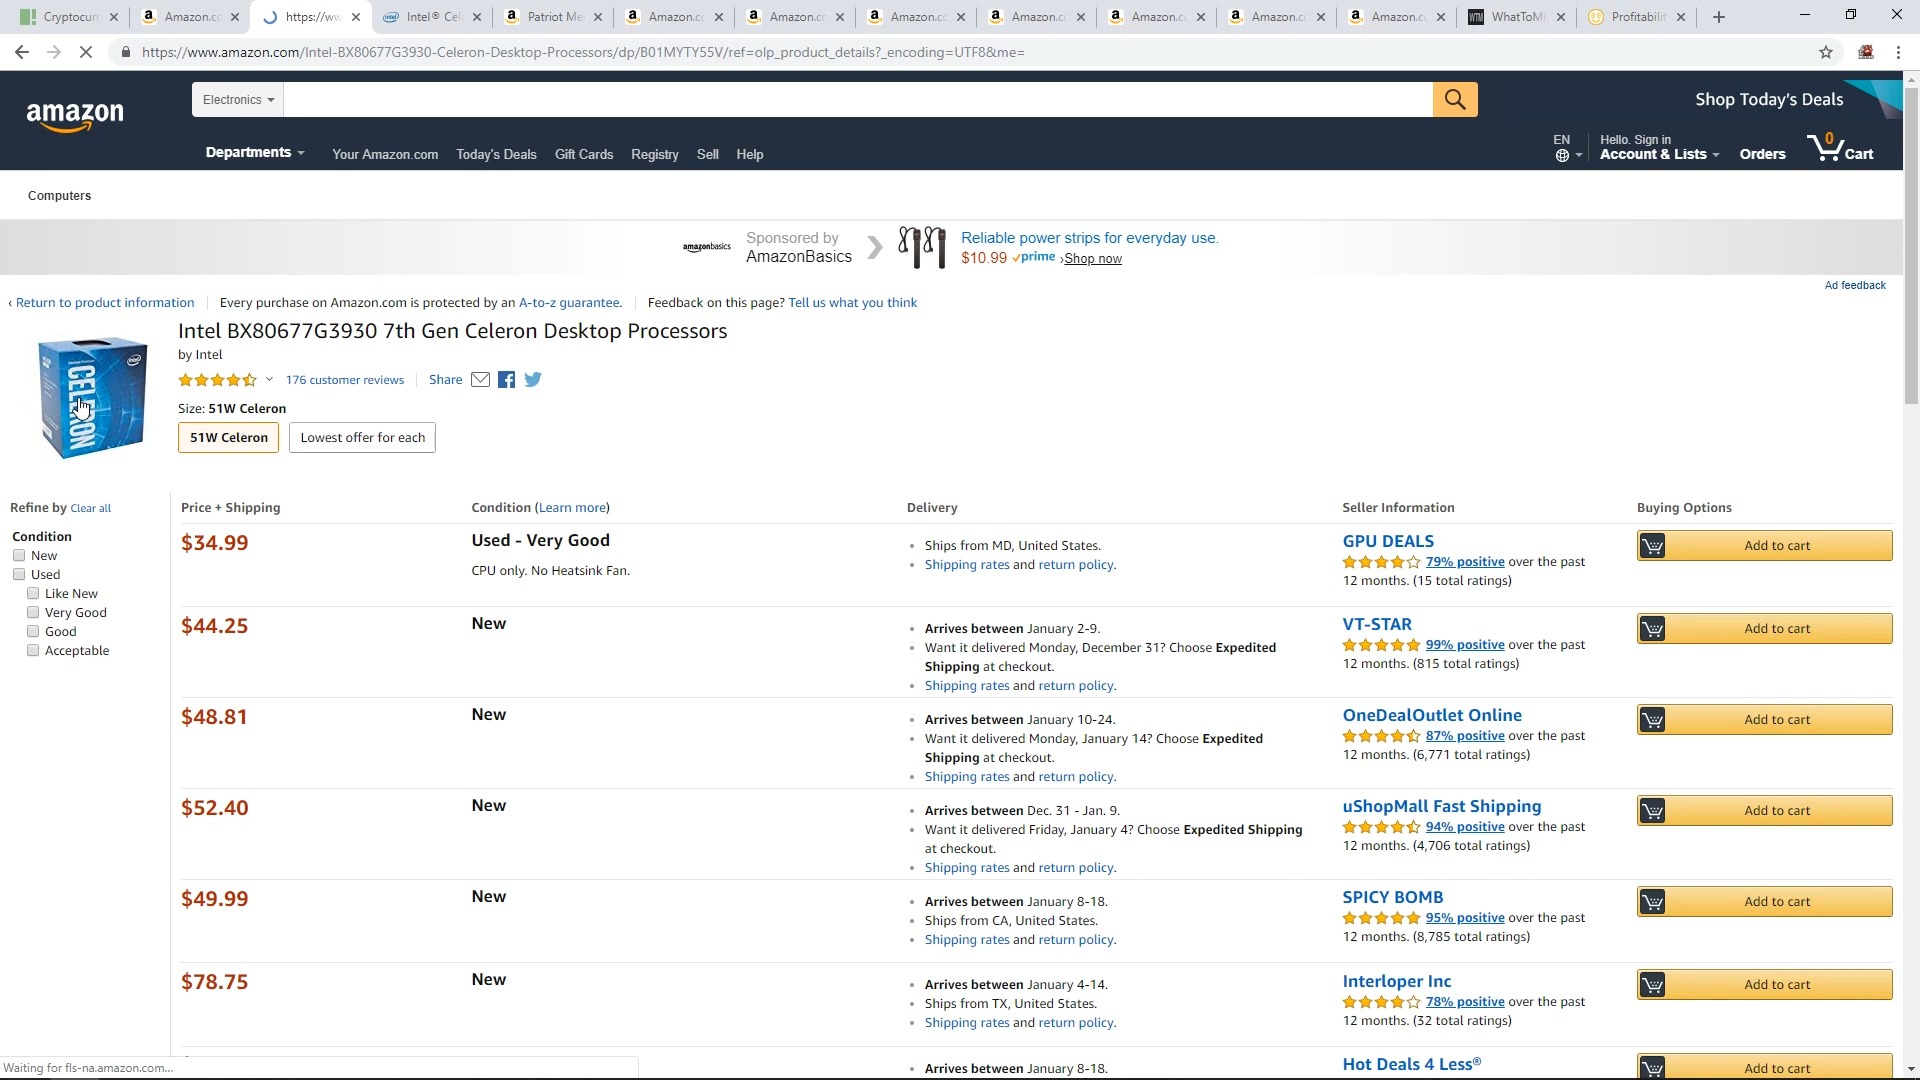 Cryptocurr
Amazon.co
https://ww
Intel® Cel
Patriot Me
Amazon.co
Amazon.co
Amazon.co
Amazon.co
Amazon.co
Amazon.co
Amazon.co
WhatToMi
Profitabilit
https://www.amazon.com/Intel-BX80677G3930-Celeron-Desktop-Processors/dp/B01MYTY55V/ref=olp_product_details?_encoding=UTF8&me=
amazon
Electronics
Shop Today's Deals
Departments
Your Amazon.com
Today's Deals
Gift Cards
Registry
Sell
Help
EN
Hello. Sign in
Account & Lists
Orders
0
Cart
Computers
amazonbasics
Sponsored by
AmazonBasics
Reliable power strips for everyday use.
$10.99 prime ›Shop now
Ad feedback
‹ Return to product information
Every purchase on Amazon.com is protected by an A-to-z guarantee.
Feedback on this page? Tell us what you think
Intel BX80677G3930 7th Gen Celeron Desktop Processors
by Intel
176 customer reviews
Share
Size: 51W Celeron
51W Celeron
Lowest offer for each
intel
CELERON
Refine by Clear all
Condition
New
Used
Like New
Very Good
Good
Acceptable
Price + Shipping
Condition (Learn more)
Delivery
Seller Information
Buying Options
$34.99
Used - Very Good
CPU only. No Heatsink Fan.
• Ships from MD, United States.
• Shipping rates and return policy.
GPU DEALS
79% positive over the past
12 months. (15 total ratings)
Add to cart
$44.25
New
• Arrives between January 2-9.
• Want it delivered Monday, December 31? Choose Expedited
Shipping at checkout.
• Shipping rates and return policy.
VT-STAR
99% positive over the past
12 months. (815 total ratings)
Add to cart
$48.81
New
• Arrives between January 10-24.
• Want it delivered Monday, January 14? Choose Expedited
Shipping at checkout.
• Shipping rates and return policy.
OneDealOutlet Online
87% positive over the past
12 months. (6,771 total ratings)
Add to cart
$52.40
New
• Arrives between Dec. 31 - Jan. 9.
• Want it delivered Friday, January 4? Choose Expedited Shipping
at checkout.
• Shipping rates and return policy.
uShopMall Fast Shipping
94% positive over the past
12 months. (4,706 total ratings)
Add to cart
$49.99
New
• Arrives between January 8-18.
• Ships from CA, United States.
• Shipping rates and return policy.
SPICY BOMB
95% positive over the past
12 months. (8,785 total ratings)
Add to cart
$78.75
New
• Arrives between January 4-14.
• Ships from TX, United States.
• Shipping rates and return policy.
Interloper Inc
78% positive over the past
12 months. (32 total ratings)
Add to cart
• Arrives between January 8-18.
Hot Deals 4 Less®
Add to cart
Waiting for fls-na.amazon.com...